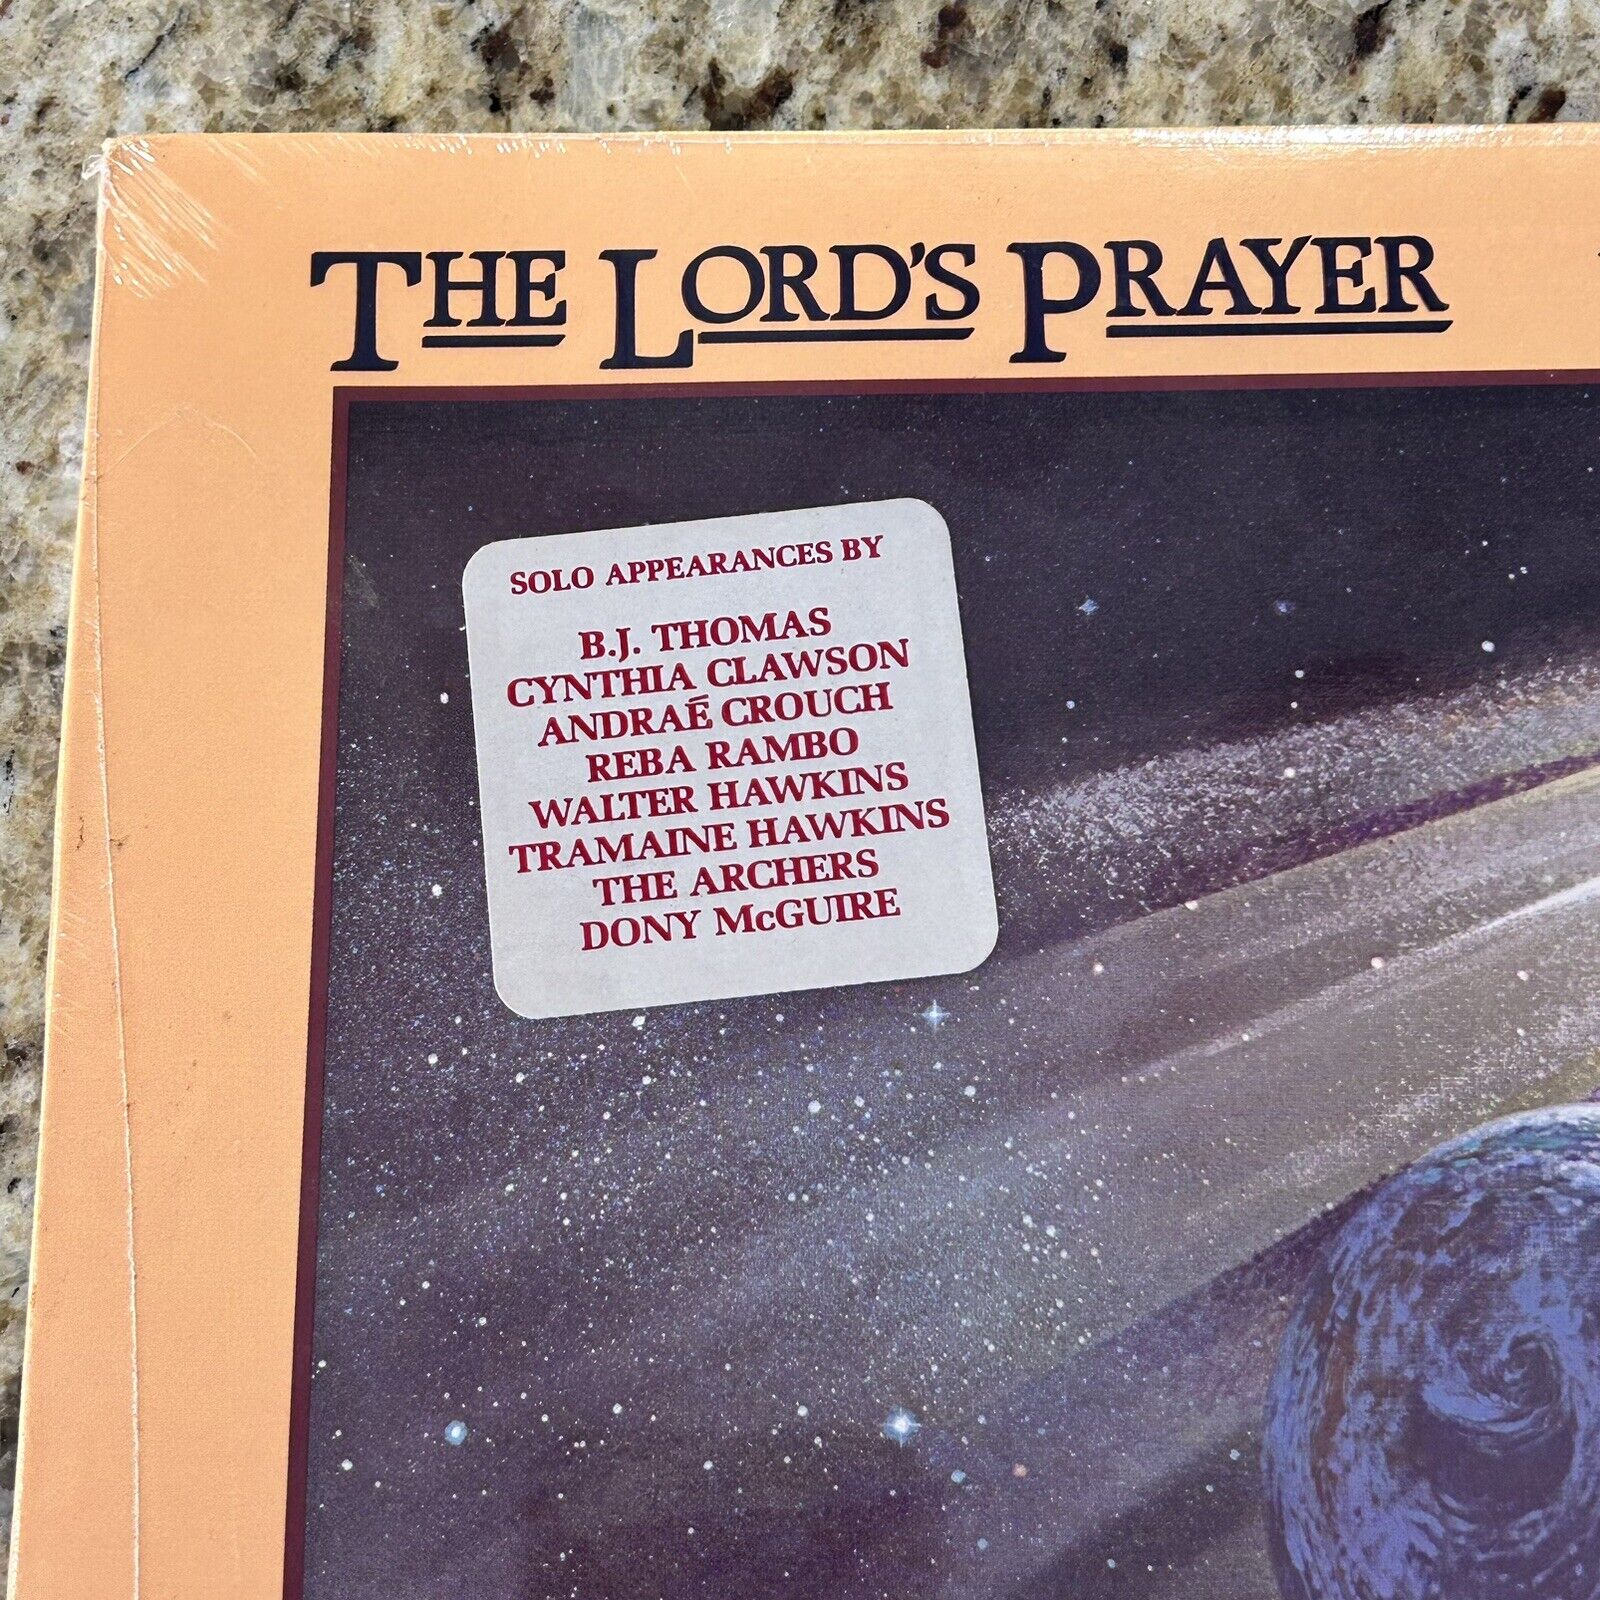 THE LORD'S PRAYER
SOLO APPEARANCES BY
B.J. THOMAS
CYNTHIA CLAWSON
ANDRAÉ CROUCH
REBA RAMBO
WALTER HAWKINS
TRAMAINE HAWKINS
THE ARCHERS
DONY McGUIRE